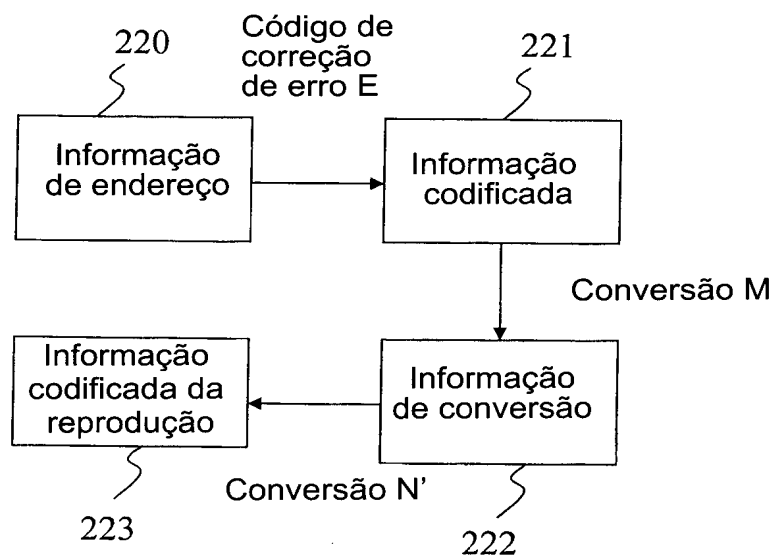 220
Código de
correção
de erro E
221
Informação
de endereço
Informação
codificada
Conversão M
Informação
de conversão
222
Conversão N'
Informação
codificada da
reprodução
223